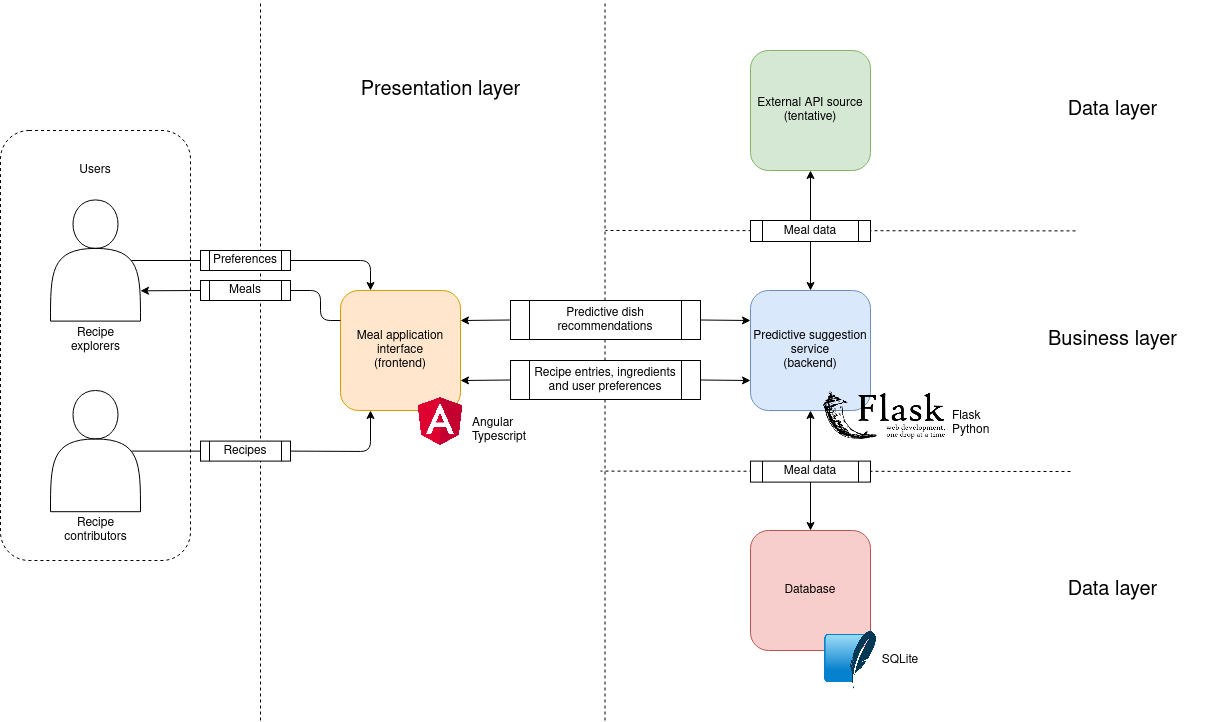 Presentation layer
External API source
(tentative)
Data layer
Users
Meal data
Preferences
Meals
Recipe
explorers
Meal application
interface
(frontend)
Predictive dish
recommendations
Recipe entries, ingredients
and user preferences
Predictive suggestion
service
(backend)
Business layer
Angular
Typescript
Flask
web development,
one drop at a time
Flask
Python
Recipes
Recipe
contributors
Meal data
Database
Data layer
SQLite